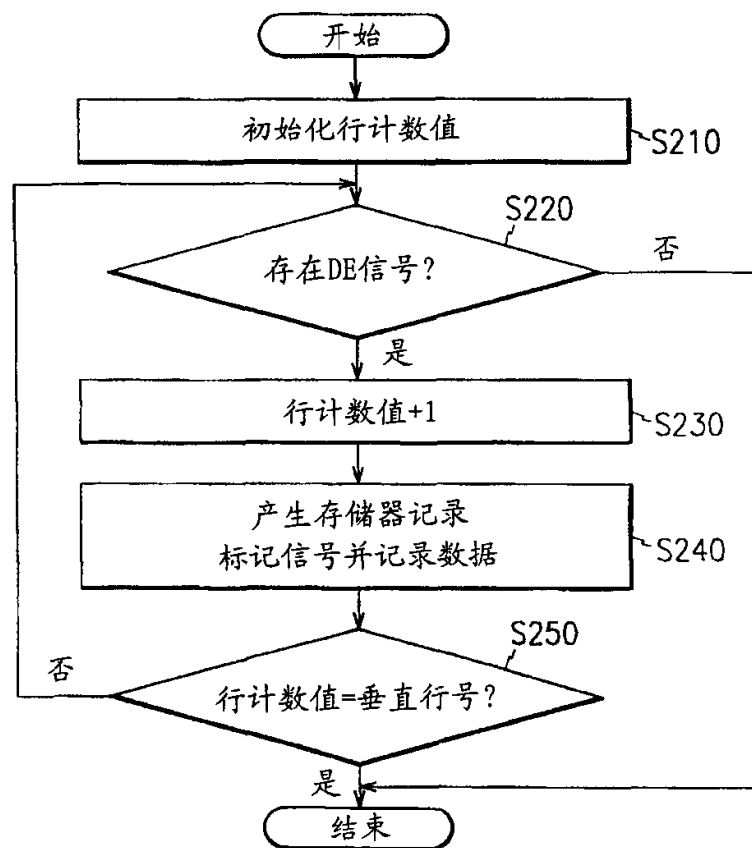 开始
初始化行计数值
S210
S220
存在DE信号?
否
是
行计数值+1
S230
产生存储器记录
标记信号并记录数据
S240
S250
否
行计数值=垂直行号?
是
结束